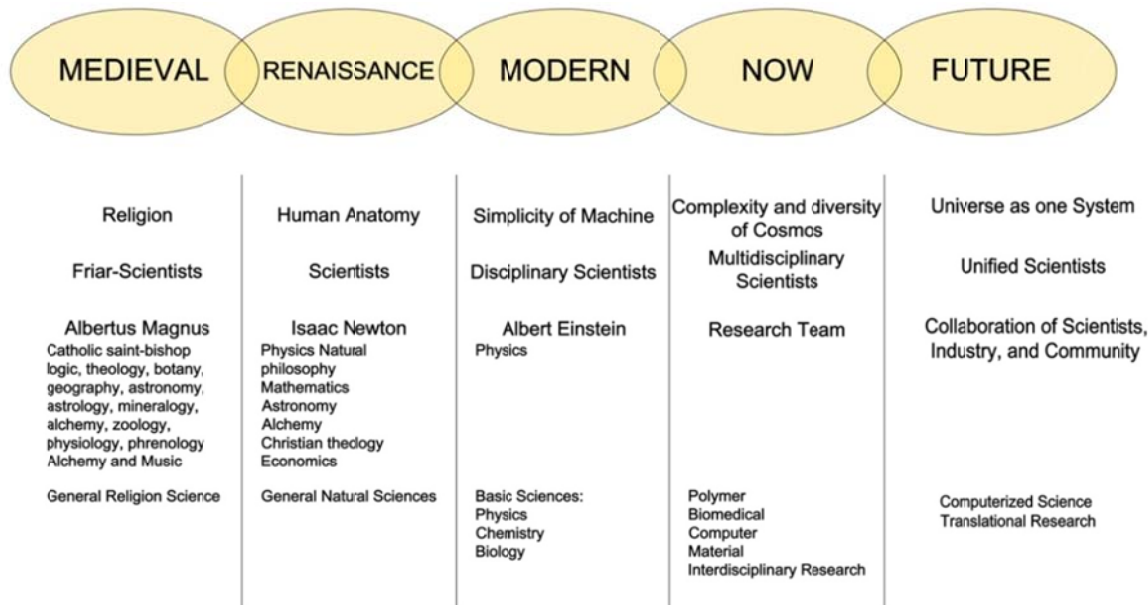 MEDIEVAL
RENAISSANCE
MODERN
NOW
FUTURE
Religion
Friar-Scientists
Albertus Magnus
Catholic saint-bishop
logic, theology, botany,
geography, astronomy,
astrology, mineralogy,
alchemy, zoology,
physiology, phrenology
Alchemy and Music
General Religion Science
Human Anatomy
Scientists
Isaac Newton
Physics Natural
philosophy
Mathematics
Astronomy
Alchemy
Christian theology
Economics
General Natural Sciences
Simplicity of Machine
Disciplinary Scientists
Albert Einstein
Physics
Basic Sciences:
Physics
Chemistry
Biology
Complexity and diversity
of Cosmos
Multidisciplinary
Scientists
Research Team
Polymer
Biomedical
Computer
Material
Interdisciplinary Research
Universe as one System
Unified Scientists
Collaboration of Scientists,
Industry, and Community
Computerized Science
Translational Research